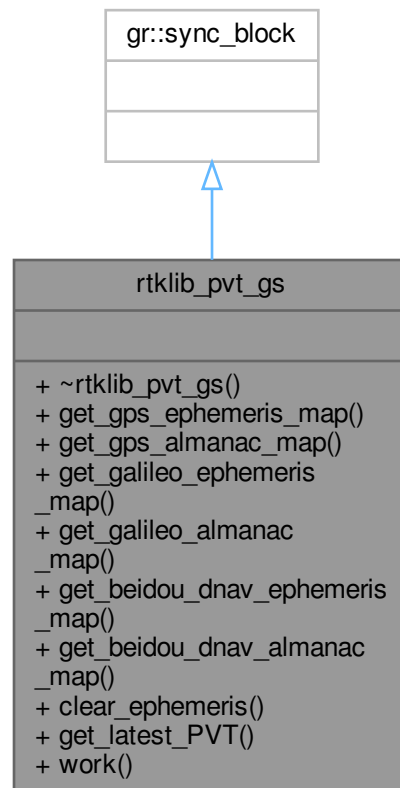 gr::sync_block
rtklib_pvt_gs
+ ~rtklib_pvt_gs()
+ get_gps_ephemeris_map()
+ get_gps_almanac_map()
+ get_galileo_ephemeris
_map()
+ get_galileo_almanac
_map()
+ get_beidou_dnav_ephemeris
_map()
+ get_beidou_dnav_almanac
_map()
+ clear_ephemeris()
+ get_latest_PVT()
+ work()